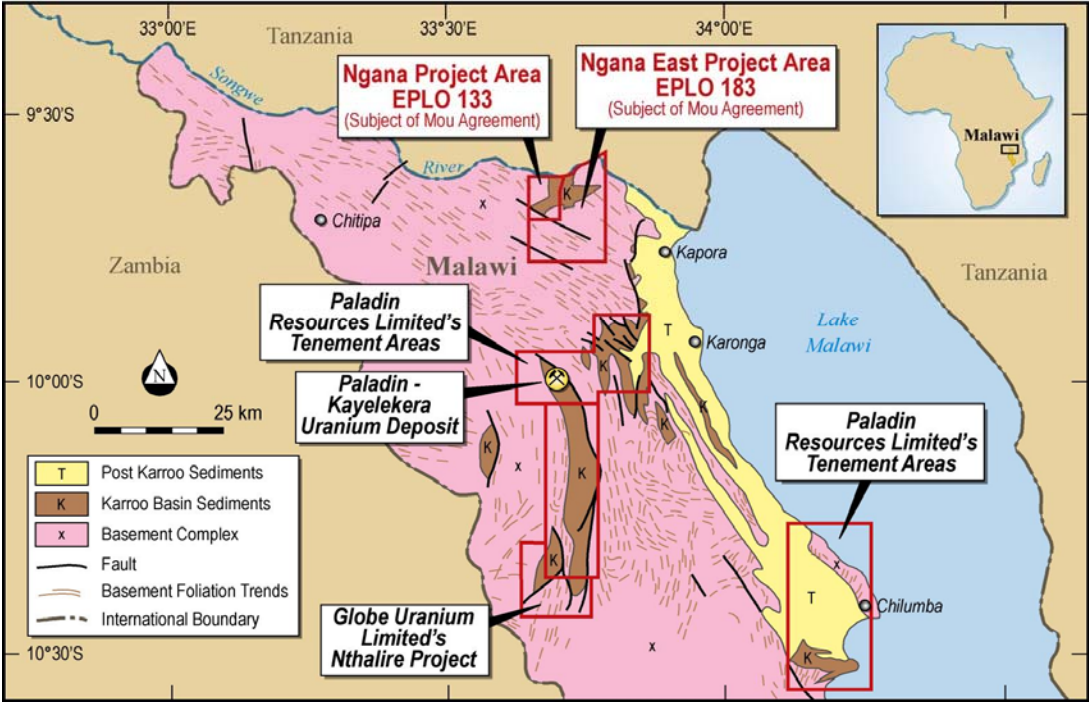 33°00'E
33°30'E
34°00'E
Tanzania
Ngana Project Area
EPLO 133
(Subject of Mou Agreement)
Ngana East Project Area
EPLO 183
(Subject of Mou Agreement)
Malawi
9°30'S
Songwe
River
K
x
Chitipa
Kapora
Zambia
Malawi
Tanzania
Paladin
Resources Limited's
Tenement Areas
T
Karonga
Lake
Malawi
K
N
10°00'S
Paladin -
Kayelekera
Uranium Deposit
0
25 km
K
K
Paladin
Resources Limited's
Tenement Areas
K
x
K
T
Post Karroo Sediments
K
Karroo Basin Sediments
x
Basement Complex
Fault
Basement Foliation Trends
International Boundary
K
x
T
Chilumba
Globe Uranium
Limited's
Nthalire Project
x
K
10°30'S